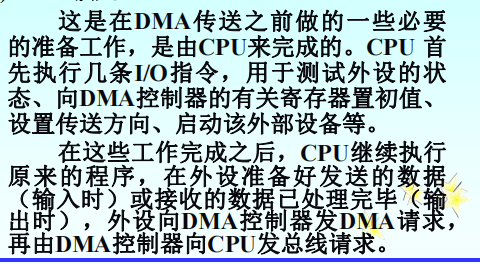 这是在DMA传送之前做的一些必要
的准备工作，是由CPU来完成的。CPU 首
先执行几条I/O指令，用于测试外设的状
态、向DMA控制器的有关寄存器置初值、
设置传送方向、启动该外部设备等。
在这些工作完成之后，CPU继续执行
原来的程序，在外设准备好发送的数据
（输入时）或接收的数据已处理完毕（输
出时），外设向DMA控制器发DMA请求，
再由DMA控制器向CPU发总线请求。